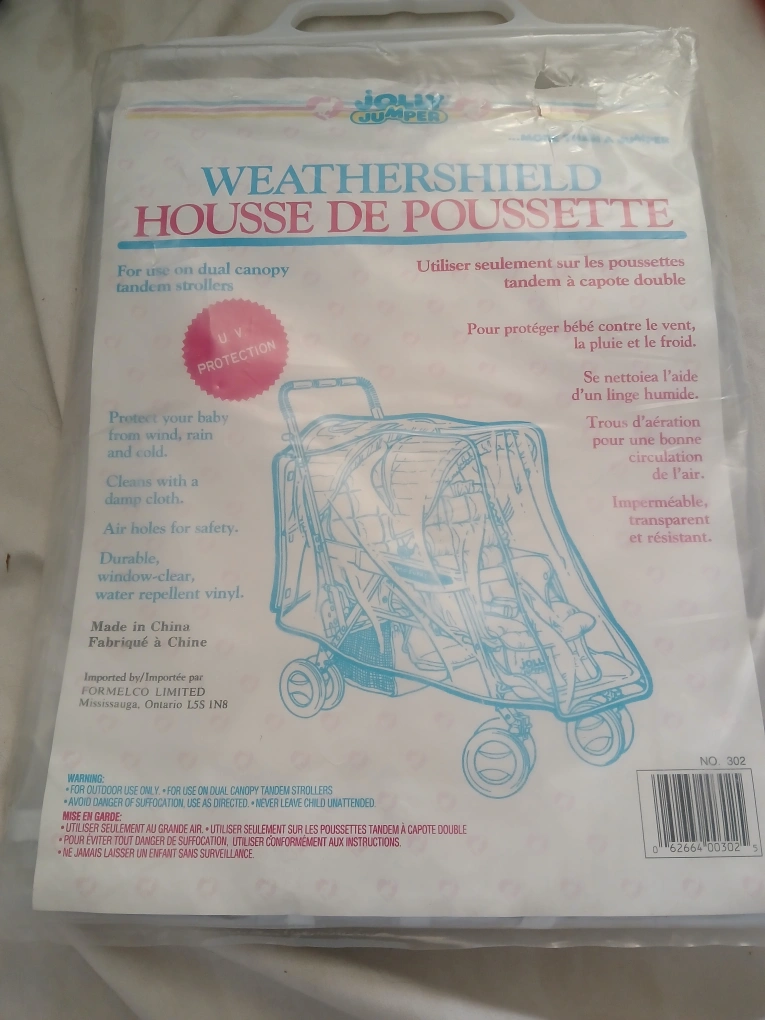 JOLLY
JUMPER
...MORE THAN A JUMPER
WEATHERSHIELD
HOUSSE DE POUSSETTE
For use on dual canopy
tandem strollers
Utiliser seulement sur les poussettes
tandem à capote double
U V
PROTECTION
Pour protéger bébé contre le vent,
la pluie et le froid.
Se nettoiea l'aide
d'un linge humide.
Trous d'aération
pour une bonne
circulation
de l'air.
Imperméable,
transparent
et résistant.
Protect your baby
from wind, rain
and cold.
Cleans with a
damp cloth.
Air holes for safety.
Durable,
window-clear,
water repellent vinyl.
Made in China
Fabriqué à Chine
Imported by/Importée par
FORMELCO LIMITED
Mississauga, Ontario L5S 1N8
JOLLY
WARNING:
• FOR OUTDOOR USE ONLY. • FOR USE ON DUAL CANOPY TANDEM STROLLERS
• AVOID DANGER OF SUFFOCATION, USE AS DIRECTED. • NEVER LEAVE CHILD UNATTENDED.
MISE EN GARDE:
• UTILISER SEULEMENT AU GRANDE AIR. • UTILISER SEULEMENT SUR LES POUSSETTES TANDEM À CAPOTE DOUBLE
• POUR ÉVITER TOUT DANGER DE SUFFOCATION, UTILISER CONFORMÉMENT AUX INSTRUCTIONS.
• NE JAMAIS LAISSER UN ENFANT SANS SURVEILLANCE.
NO. 302
0 62664 00302 5